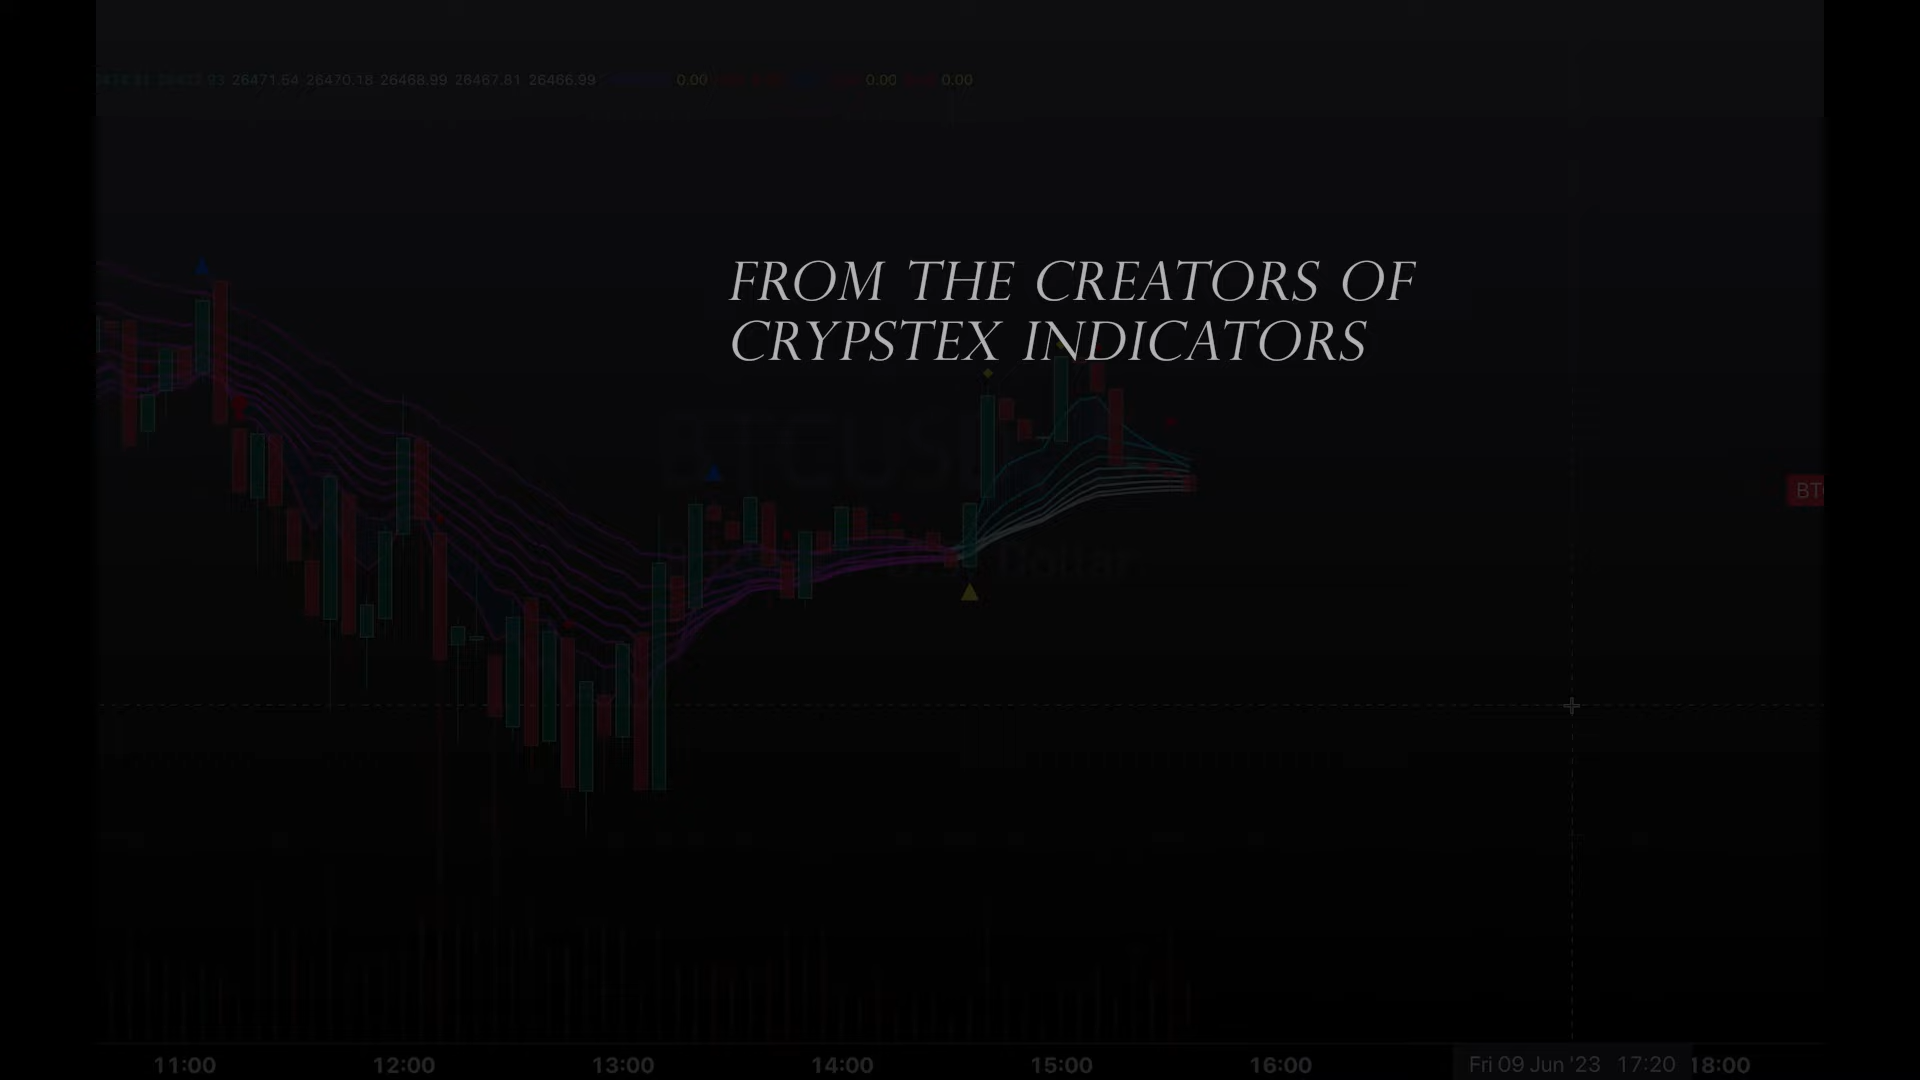 26471.54 26470.18 26468.99 26467.81 26466.99 0.00 0.00 0.00
FROM THE CREATORS OF
CRYPSTEX INDICATORS
BTCUS
Dollar
11:00 12:00 13:00 14:00 15:00 16:00 Fri 09 Jun '23 17:20 18:00